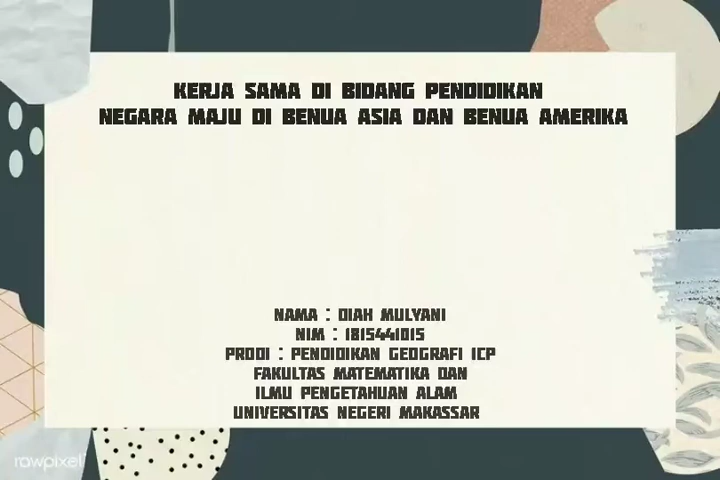 KERJA SAMA DI BIDANG PENDIDIKAN
NEGARA MAJU DI BENUA ASIA DAN BENUA AMERIKA
NAMA : DIAH MULYANI
NIM : 1815441015
PRODI : PENDIDIKAN GEOGRAFI ICP
FAKULTAS MATEMATIKA DAN
ILMU PENGETAHUAN ALAM
UNIVERSITAS NEGERI MAKASSAR
rawpixel